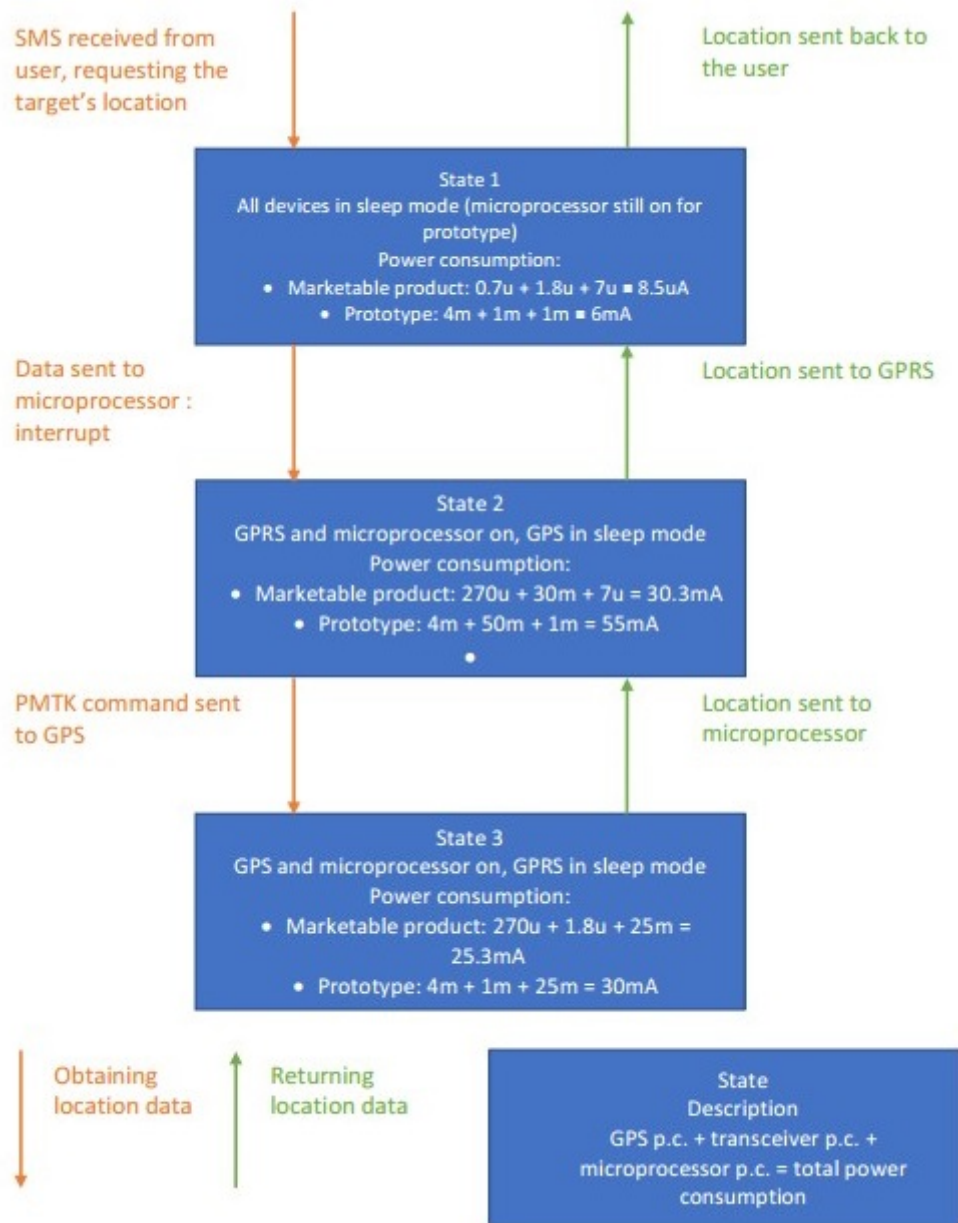 SMS received from
user, requesting the
target's location
Location sent back to
the user
State 1
All devices in sleep mode (microprocessor still on for
prototype)
Power consumption:
• Marketable product: 0.7u + 1.8u + 7u = 8.5uA
• Prototype: 4m + 1m + 1m = 6mA
Data sent to
microprocessor :
interrupt
Location sent to GPRS
State 2
GPRS and microprocessor on, GPS in sleep mode
Power consumption:
• Marketable product: 270u + 30m + 7u = 30.3mA
• Prototype: 4m + 50m + 1m = 55mA
•
PMTK command sent
to GPS
Location sent to
microprocessor
State 3
GPS and microprocessor on, GPRS in sleep mode
Power consumption:
• Marketable product: 270u + 1.8u + 25m =
25.3mA
• Prototype: 4m + 1m + 25m = 30mA
Obtaining
location data
Returning
location data
State
Description
GPS p.c. + transceiver p.c. +
microprocessor p.c. = total power
consumption